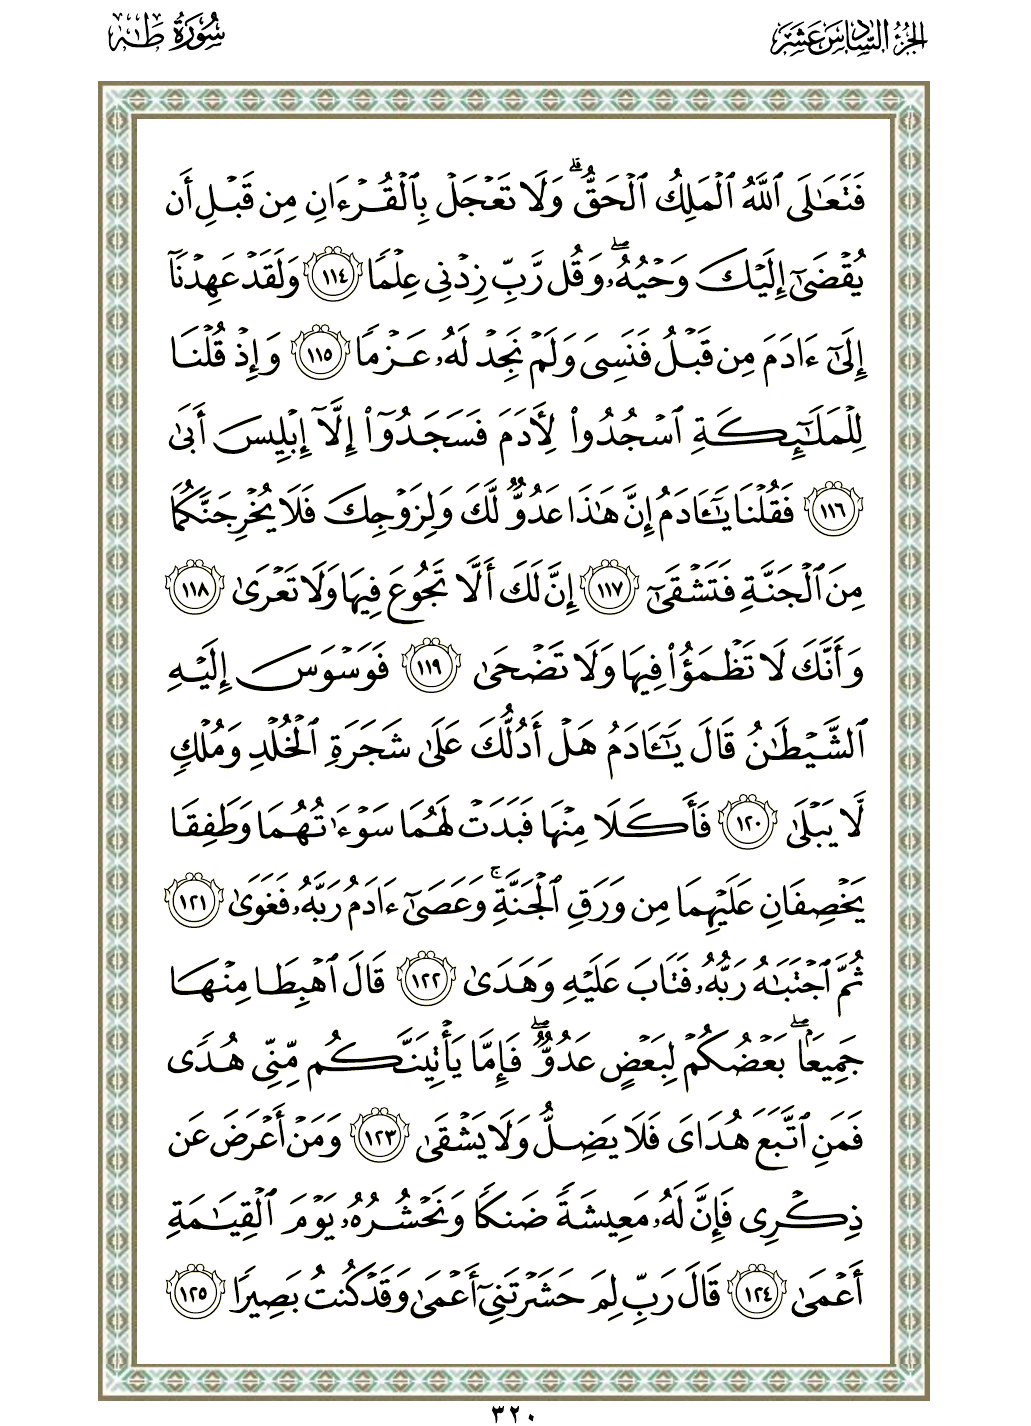 الجزء السادس عشر
سورة طه
فَتَعَٰلَى ٱللَّهُ ٱلْمَلِكُ ٱلْحَقُّ ۗ وَلَا تَعْجَلْ بِٱلْقُرْءَانِ مِن قَبْلِ أَن
يُقْضَىٰٓ إِلَيْكَ وَحْيُهُۥ ۖ وَقُل رَّبِّ زِدْنِى عِلْمًا ١١٤ وَلَقَدْ عَهِدْنَآ
إِلَىٰٓ ءَادَمَ مِن قَبْلُ فَنَسِىَ وَلَمْ نَجِدْ لَهُۥ عَزْمًا ١١٥ وَإِذْ قُلْنَا
لِلْمَلَٰٓئِكَةِ ٱسْجُدُوا۟ لِءَادَمَ فَسَجَدُوٓا۟ إِلَّآ إِبْلِيسَ أَبَىٰ
١١٦ فَقُلْنَا يَٰٓـَٔادَمُ إِنَّ هَٰذَا عَدُوٌّ لَّكَ وَلِزَوْجِكَ فَلَا يُخْرِجَنَّكُمَا
مِنَ ٱلْجَنَّةِ فَتَشْقَىٰٓ ١١٧ إِنَّ لَكَ أَلَّا تَجُوعَ فِيهَا وَلَا تَعْرَىٰ ١١٨
وَأَنَّكَ لَا تَظْمَؤُا۟ فِيهَا وَلَا تَضْحَىٰ ١١٩ فَوَسْوَسَ إِلَيْهِ
ٱلشَّيْطَٰنُ قَالَ يَٰٓـَٔادَمُ هَلْ أَدُلُّكَ عَلَىٰ شَجَرَةِ ٱلْخُلْدِ وَمُلْكٍ
لَّا يَبْلَىٰ ١٢٠ فَأَكَلَا مِنْهَا فَبَدَتْ لَهُمَا سَوْءَٰتُهُمَا وَطَفِقَا
يَخْصِفَانِ عَلَيْهِمَا مِن وَرَقِ ٱلْجَنَّةِ ۚ وَعَصَىٰٓ ءَادَمُ رَبَّهُۥ فَغَوَىٰ ١٢١
ثُمَّ ٱجْتَبَٰهُ رَبُّهُۥ فَتَابَ عَلَيْهِ وَهَدَىٰ ١٢٢ قَالَ ٱهْبِطَا مِنْهَا
جَمِيعًۢا ۖ بَعْضُكُمْ لِبَعْضٍ عَدُوٌّ ۖ فَإِمَّا يَأْتِيَنَّكُم مِّنِّى هُدًى
فَمَنِ ٱتَّبَعَ هُدَاىَ فَلَا يَضِلُّ وَلَا يَشْقَىٰ ١٢٣ وَمَنْ أَعْرَضَ عَن
ذِكْرِى فَإِنَّ لَهُۥ مَعِيشَةً ضَنكًا وَنَحْشُرُهُۥ يَوْمَ ٱلْقِيَٰمَةِ
أَعْمَىٰ ١٢٤ قَالَ رَبِّ لِمَ حَشَرْتَنِىٓ أَعْمَىٰ وَقَدْ كُنتُ بَصِيرًا ١٢٥
٣٢٠